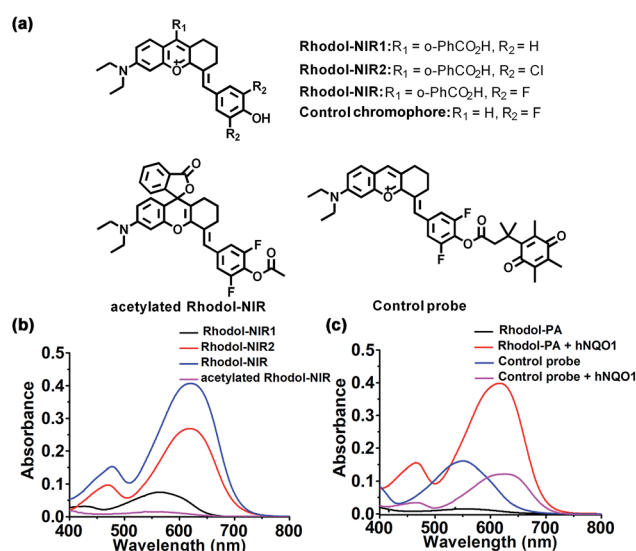 (a)
R1
N
O+
R2
OH
R2
Rhodol-NIR1:R1 = o-PhCO2H, R2 = H
Rhodol-NIR2:R1 = o-PhCO2H, R2 = Cl
Rhodol-NIR:R1 = o-PhCO2H, R2 = F
Control chromophore:R1 = H, R2 = F
O
O
N
O
F
O
F
O
acetylated Rhodol-NIR
N
O+
F
F
O
O
O
O
Control probe
(b)
Rhodol-NIR1
Rhodol-NIR2
Rhodol-NIR
acetylated Rhodol-NIR
Absorbance
0.5
0.4
0.3
0.2
0.1
0.0
400 500 600 700 800
Wavelength (nm)
(c)
Rhodol-PA
Rhodol-PA + hNQO1
Control probe
Control probe + hNQO1
Absorbance
0.5
0.4
0.3
0.2
0.1
0.0
400 500 600 700 800
Wavelength (nm)